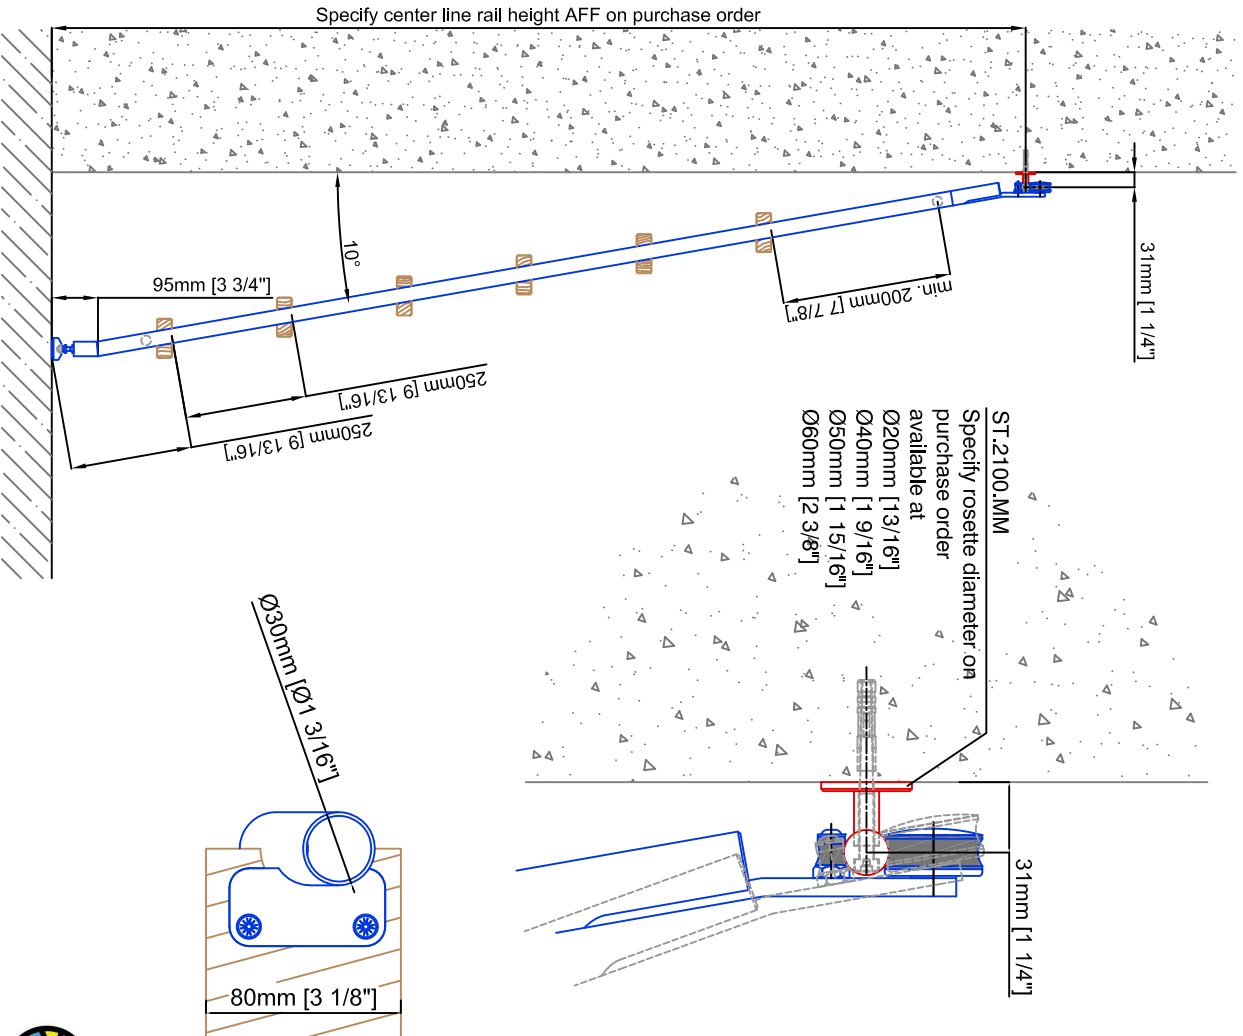 Specify center line rail height AFF on purchase order
31mm [1 1/4"]
10°
95mm [3 3/4"]
min. 200mm [7 7/8"]
250mm [9 13/16"]
250mm [9 13/16"]
ST.2100.MM
Specify rosette diameter on
purchase order
available at
Ø20mm [13/16"]
Ø40mm [1 9/16"]
Ø50mm [1 15/16"]
Ø60mm [2 3/8"]
Ø30mm [Ø1 3/16"]
31mm [1 1/4"]
80mm [3 1/8"]